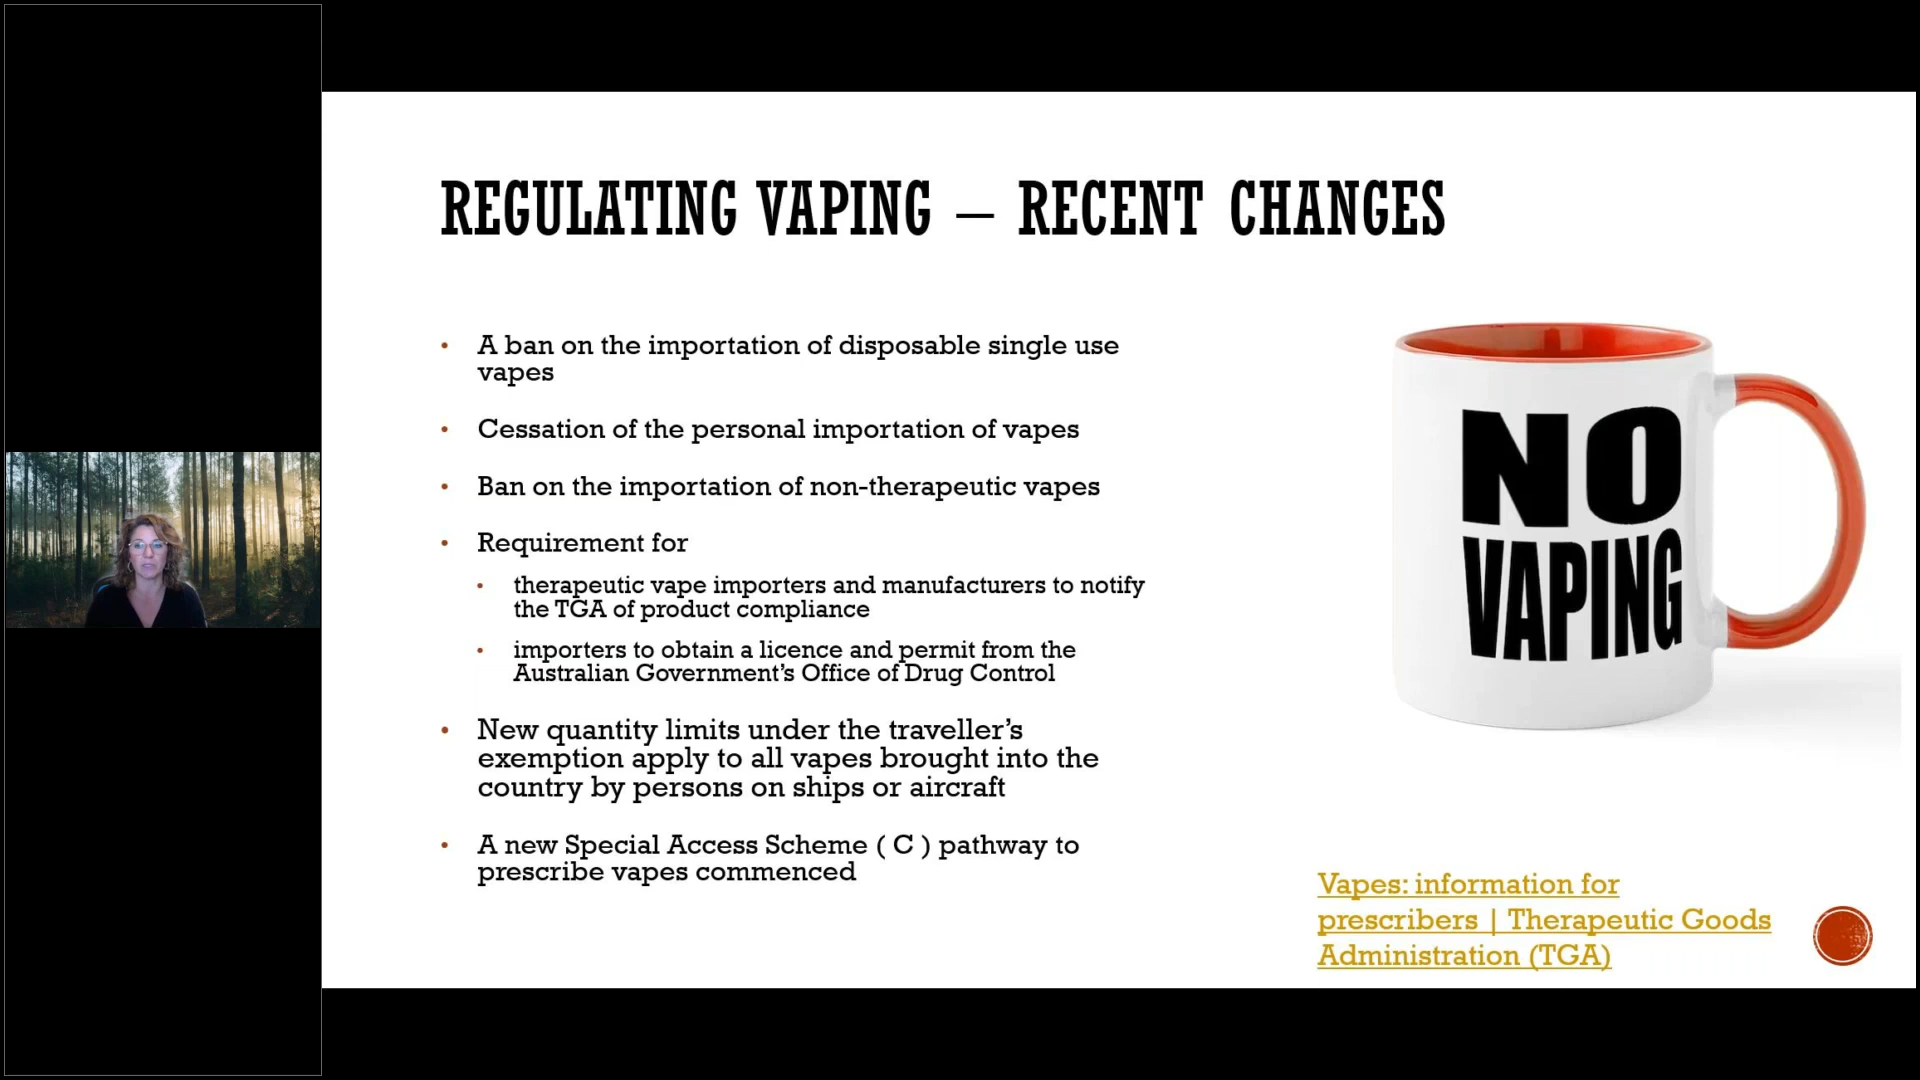 REGULATING VAPING – RECENT CHANGES
• A ban on the importation of disposable single use
vapes
• Cessation of the personal importation of vapes
• Ban on the importation of non-therapeutic vapes
• Requirement for
• therapeutic vape importers and manufacturers to notify
the TGA of product compliance
• importers to obtain a licence and permit from the
Australian Government’s Office of Drug Control
• New quantity limits under the traveller’s
exemption apply to all vapes brought into the
country by persons on ships or aircraft
• A new Special Access Scheme ( C ) pathway to
prescribe vapes commenced
NO
VAPING
Vapes: information for
prescribers | Therapeutic Goods
Administration (TGA)